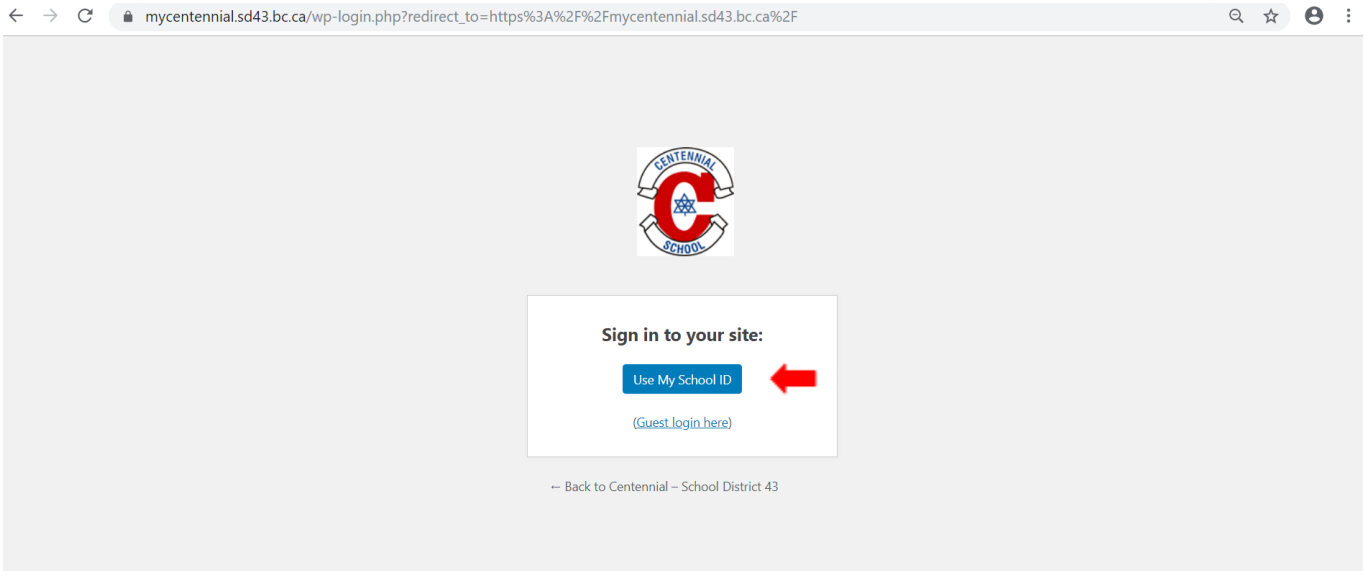 mycentennial.sd43.bc.ca/wp-login.php?redirect_to=https%3A%2F%2Fmycentennial.sd43.bc.ca%2F
CENTENNIAL
C
SCHOOL
Sign in to your site:
Use My School ID
(Guest login here)
← Back to Centennial – School District 43